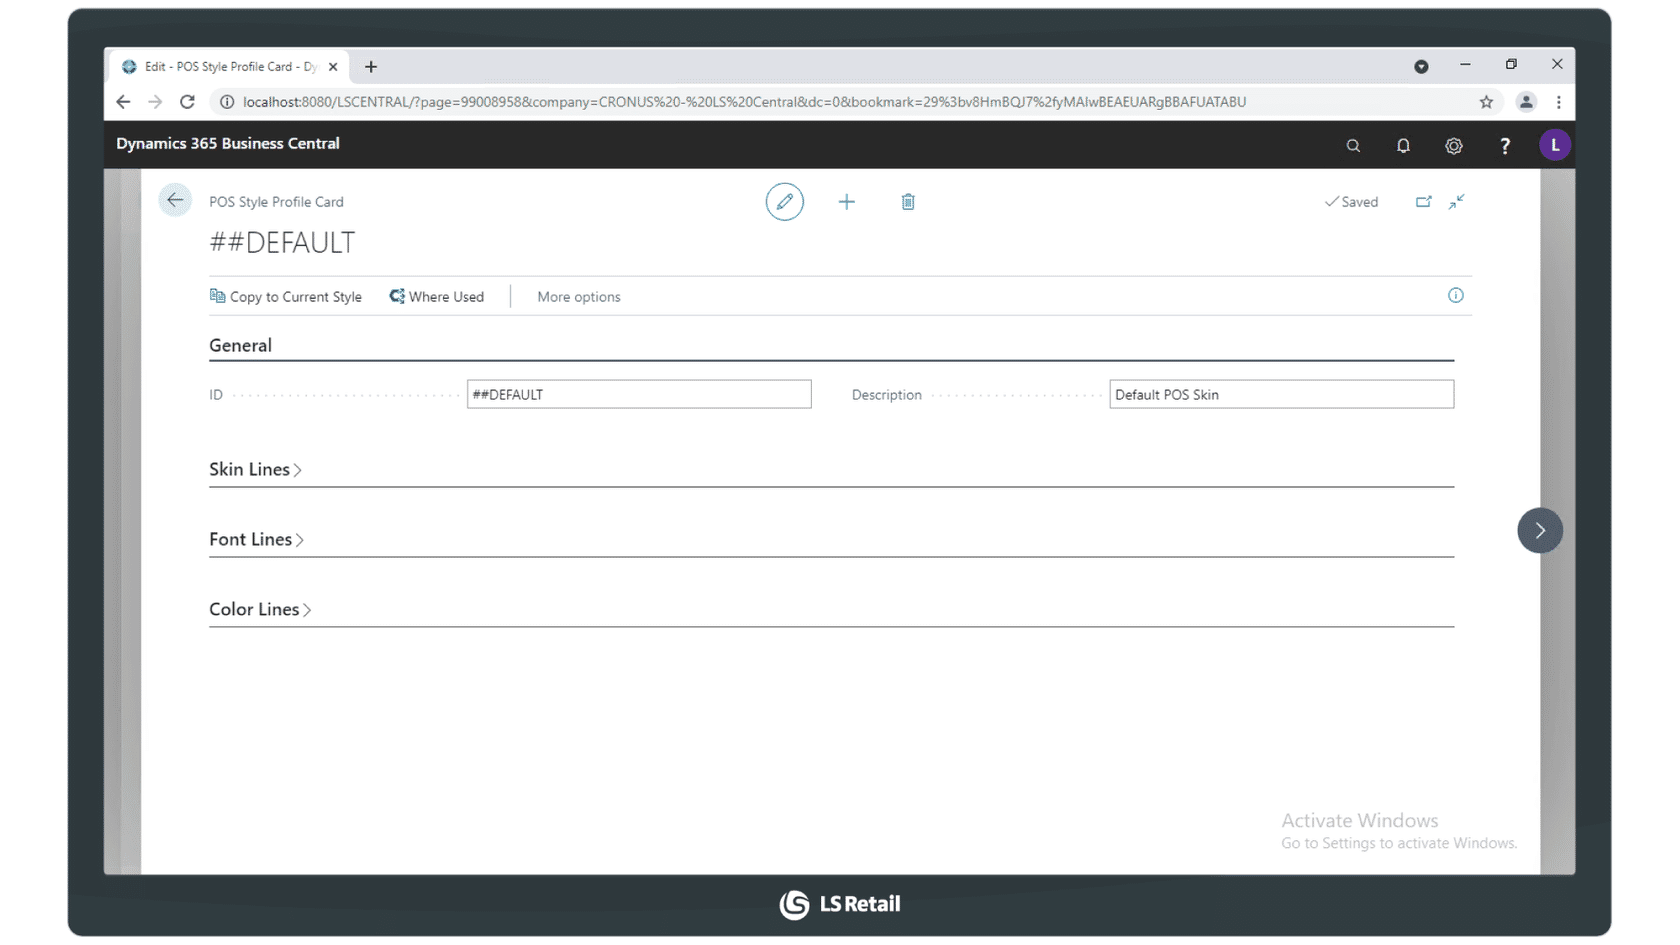 Edit - POS Style Profile Card - Dy
localhost:8080/LSCENTRAL/?page=99008958&company=CRONUS%20-%20LS%20Central&dc=0&bookmark=29%3bv8HmBQJ7%2fyMAIwBEAEUARgBBAFUATABU
Dynamics 365 Business Central
? L
POS Style Profile Card
Saved
##DEFAULT
Copy to Current Style Where Used More options
General
ID ##DEFAULT Description Default POS Skin
Skin Lines
Font Lines
Color Lines
Activate Windows
Go to Settings to activate Windows.
LS Retail